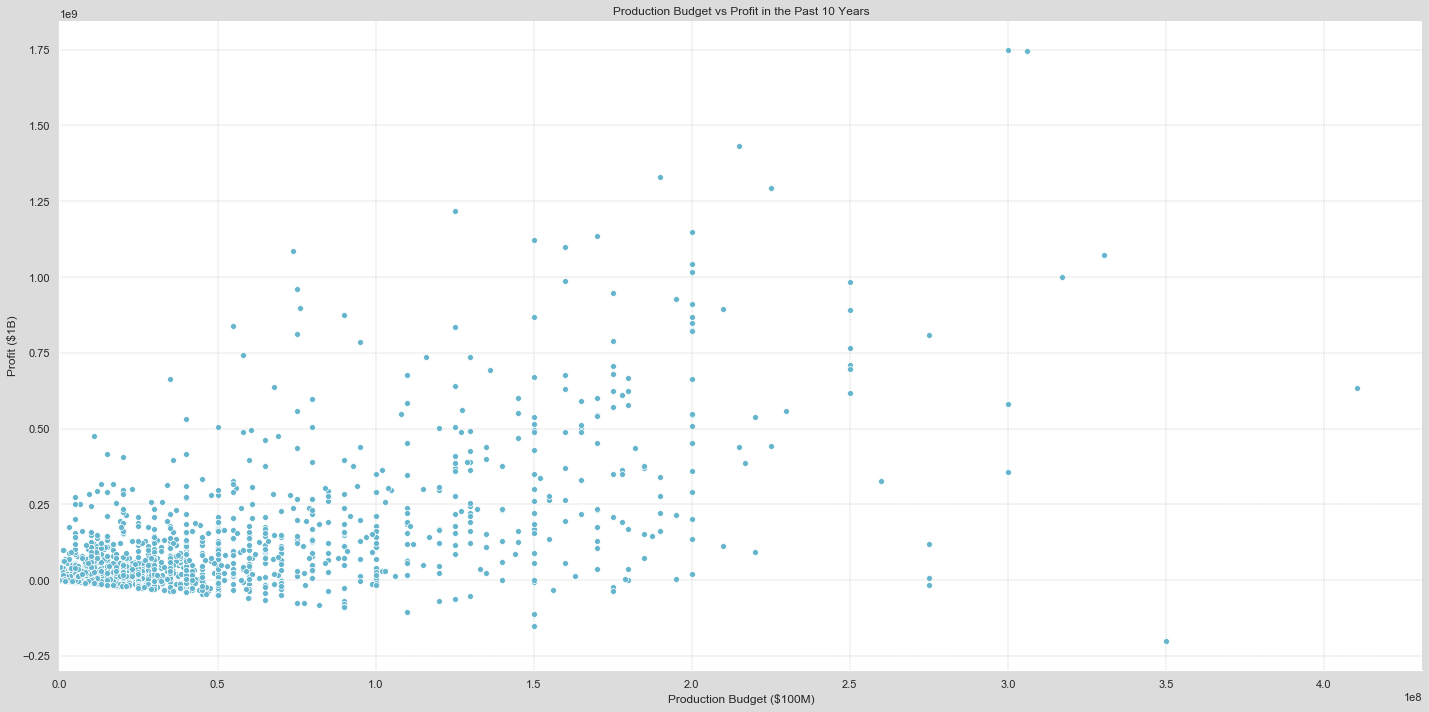 Production Budget vs Profit in the Past 10 Years
1e9
1.75
1.50
1.25
1.00
0.75
0.50
0.25
0.00
−0.25
Profit ($1B)
0.0 0.5 1.0 1.5 2.0 2.5 3.0 3.5 4.0
Production Budget ($100M)
1e8